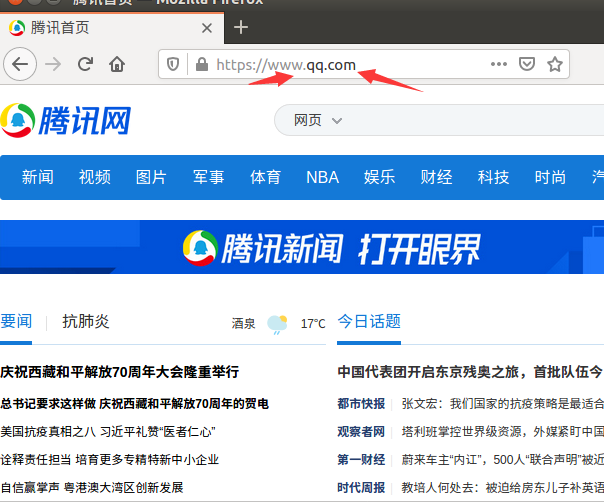 腾讯首页 — Mozilla Firefox
腾讯首页
https://www.qq.com
腾讯网
网页
新闻 视频 图片 军事 体育 NBA 娱乐 财经 科技 时尚
腾讯新闻 打开眼界
要闻 抗肺炎 酒泉 17°C 今日话题
庆祝西藏和平解放70周年大会隆重举行
中国代表团开启东京残奥之旅，首批队伍今
总书记要求这样做 庆祝西藏和平解放70周年的贺电
都市快报 张文宏：我们国家的抗疫策略是最适合
美国抗疫真相之八 习近平礼赞“医者仁心”
观察者网 塔利班掌控世界级资源，外媒紧盯中国
诠释责任担当 培育更多专精特新中小企业
第一财经 蔚来车主“内讧”，500人“联合声明”被近
自信赢掌声 粤港澳大湾区创新发展
时代周报 教培人何处去：被迫给房东儿子补英语